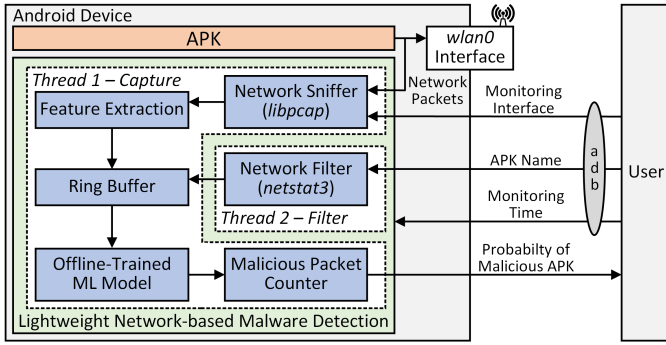 Android Device
APK
wlan0
Interface
Thread 1 – Capture
Network
Packets
Feature Extraction
Network Sniffer
(libpcap)
Monitoring
Interface
Ring Buffer
Network Filter
(netstat3)
Thread 2 – Filter
APK Name
a
d
b
User
Monitoring
Time
Offline-Trained
ML Model
Malicious Packet
Counter
Probabilty of
Malicious APK
Lightweight Network-based Malware Detection